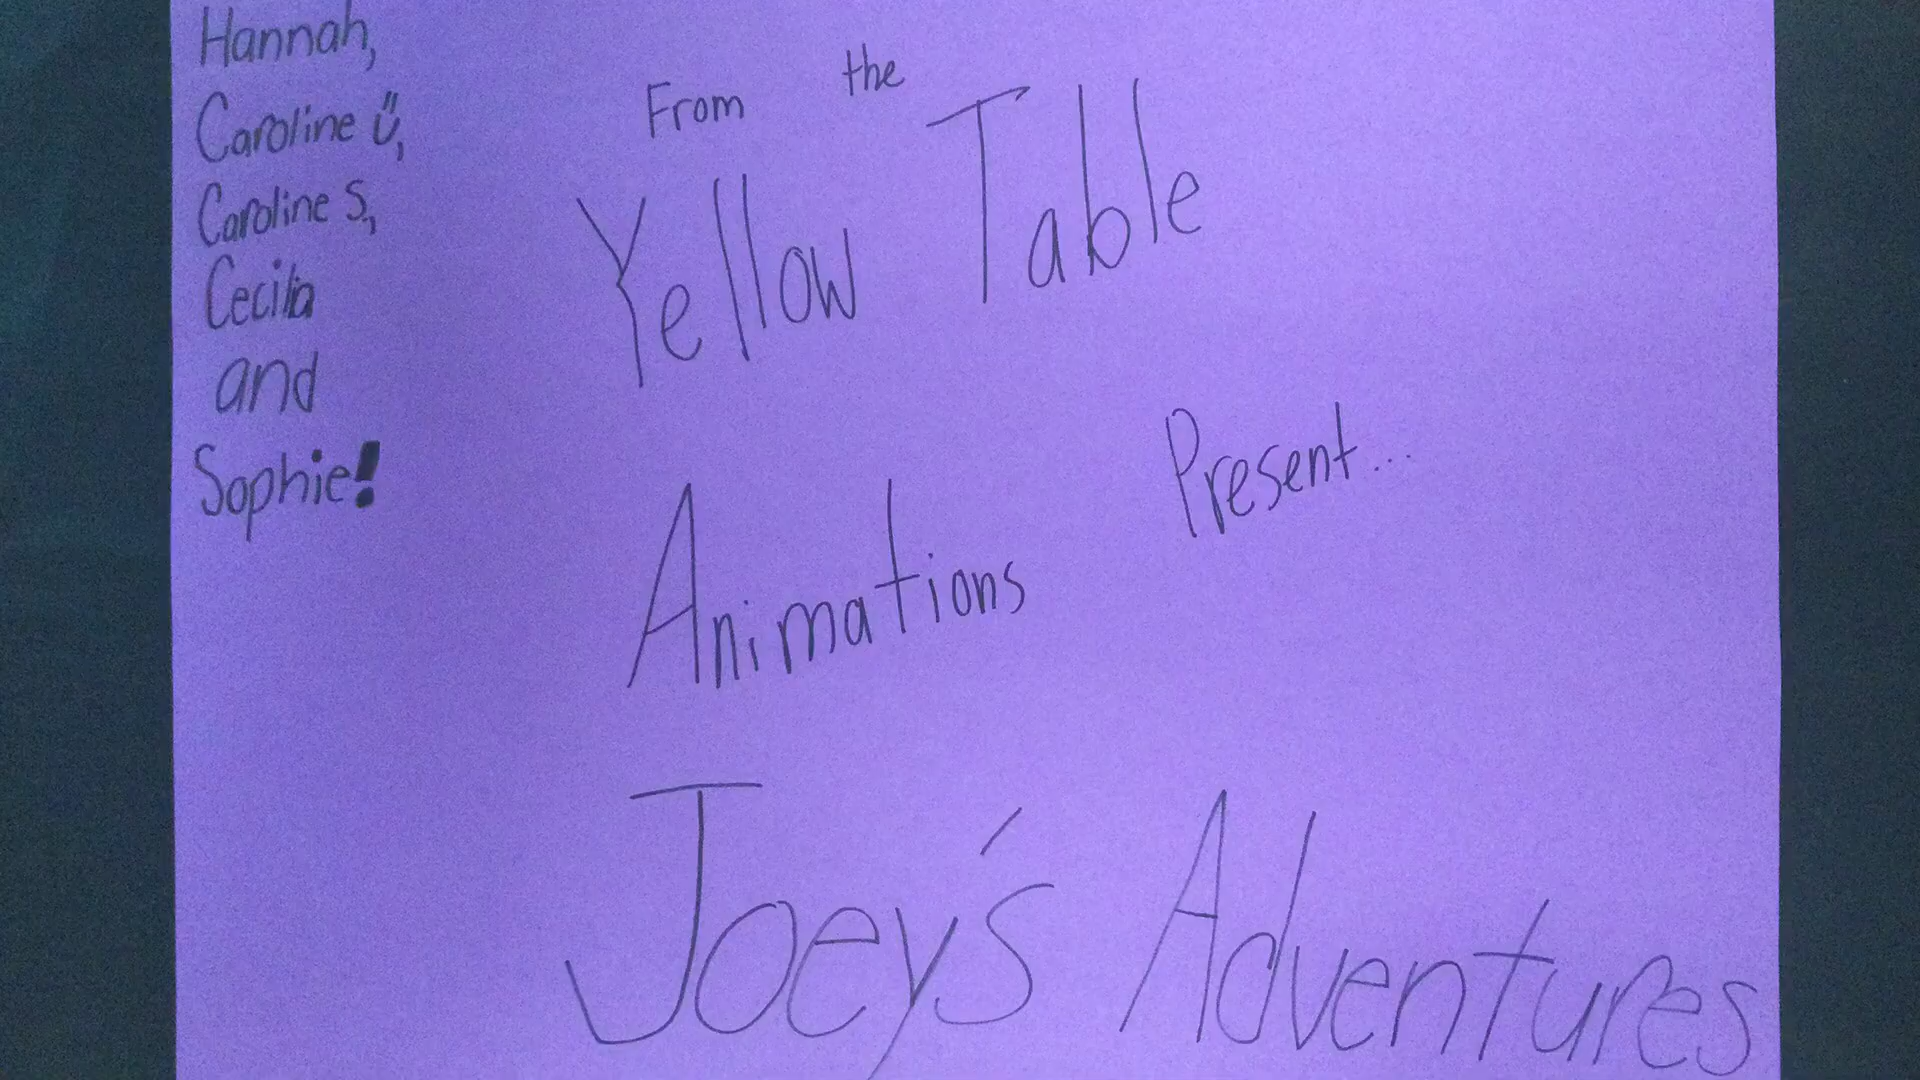 Hannah,
Caroline Ü,
Caroline S,
Cecilia
and
Sophie!
From the
Yellow Table
Animations Present...
Joey's Adventures